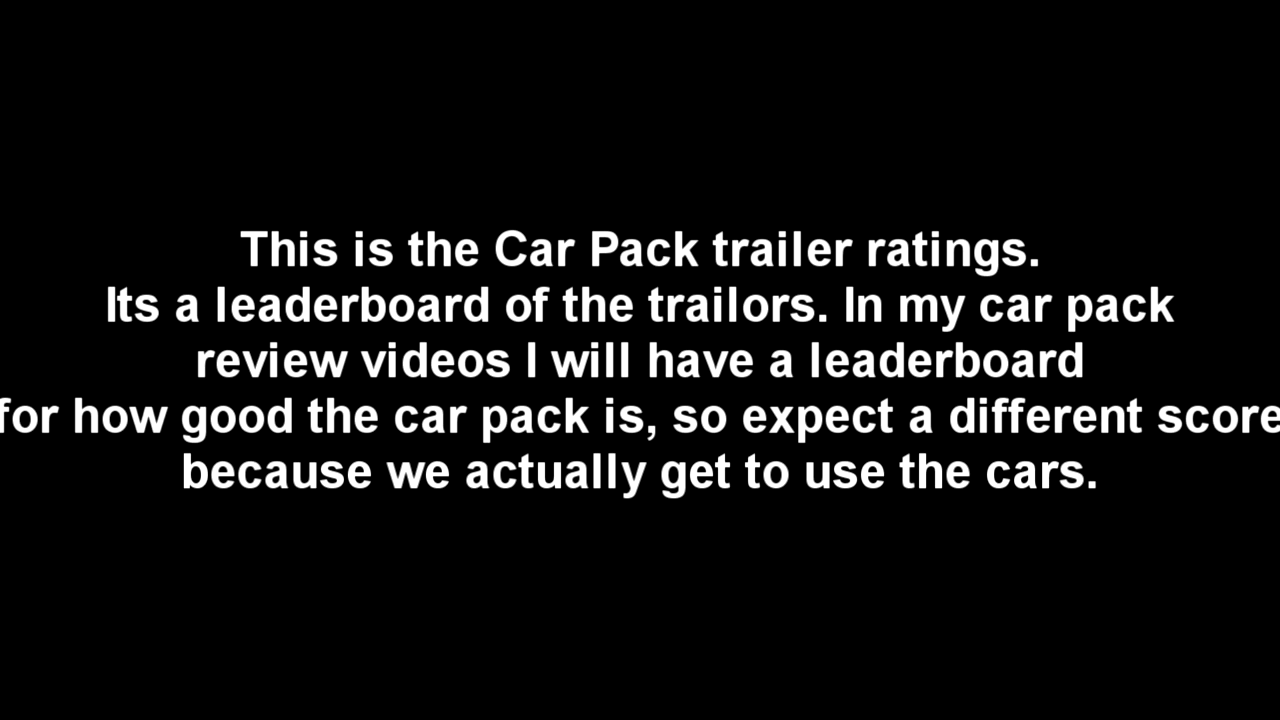 This is the Car Pack trailer ratings.
Its a leaderboard of the trailors. In my car pack
review videos I will have a leaderboard
for how good the car pack is, so expect a different score
because we actually get to use the cars.